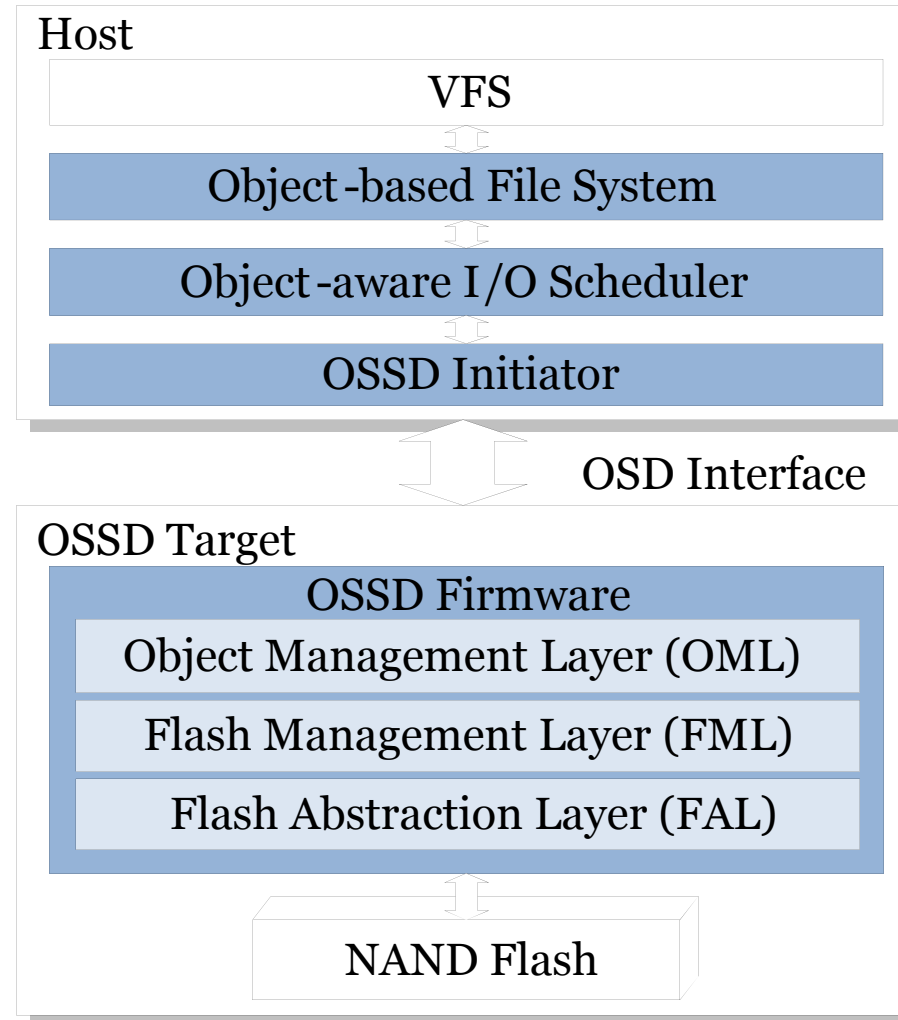 Host
VFS
Object-based File System
Object-aware I/O Scheduler
OSSD Initiator
OSD Interface
OSSD Target
OSSD Firmware
Object Management Layer (OML)
Flash Management Layer (FML)
Flash Abstraction Layer (FAL)
NAND Flash